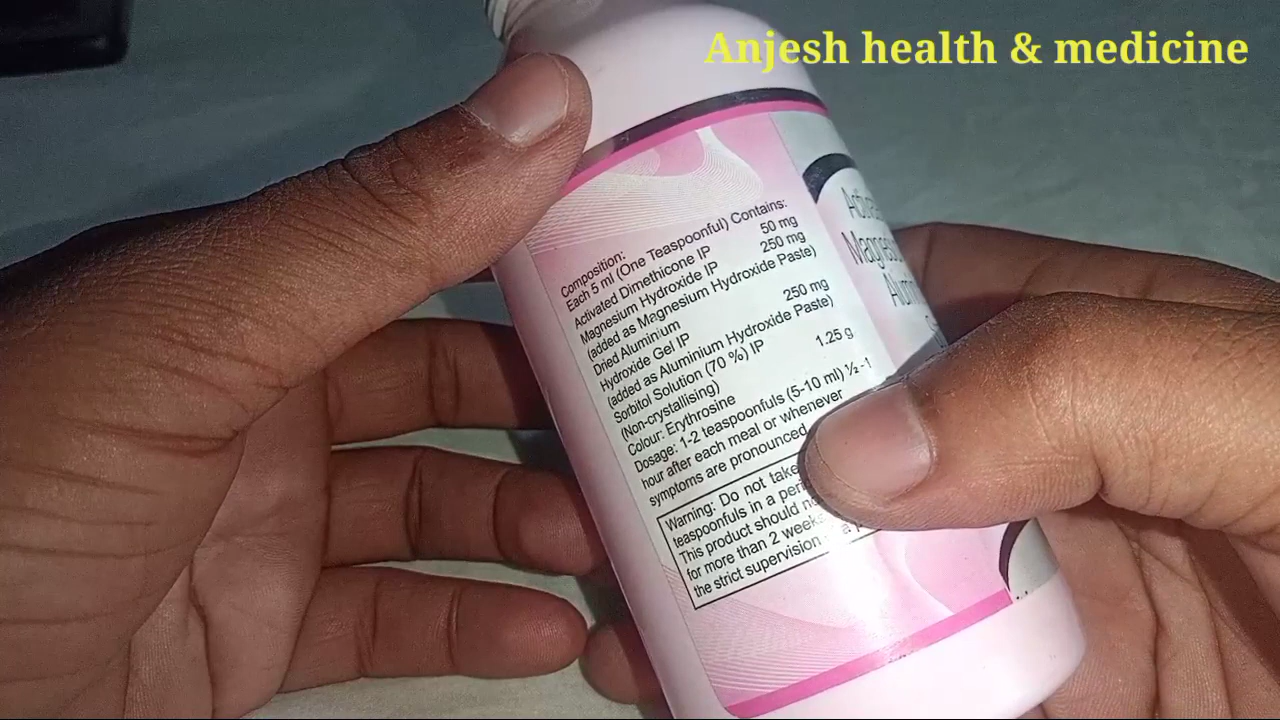 Anjesh health & medicine
Composition:
Each 5 ml (One Teaspoonful) Contains:
Activated Dimethicone IP 50 mg
Magnesium Hydroxide IP 250 mg
(added as Magnesium Hydroxide Paste)
Dried Aluminium
Hydroxide Gel IP 250 mg
(added as Aluminium Hydroxide Paste)
Sorbitol Solution (70 %) IP 1.25 g
(Non-crystallising)
Colour: Erythrosine
Dosage: 1-2 teaspoonfuls (5-10 ml) ½-1
hour after each meal or whenever
symptoms are pronounced
Warning: Do not take
teaspoonfuls in a
This product should
for more than 2
the strict supervision